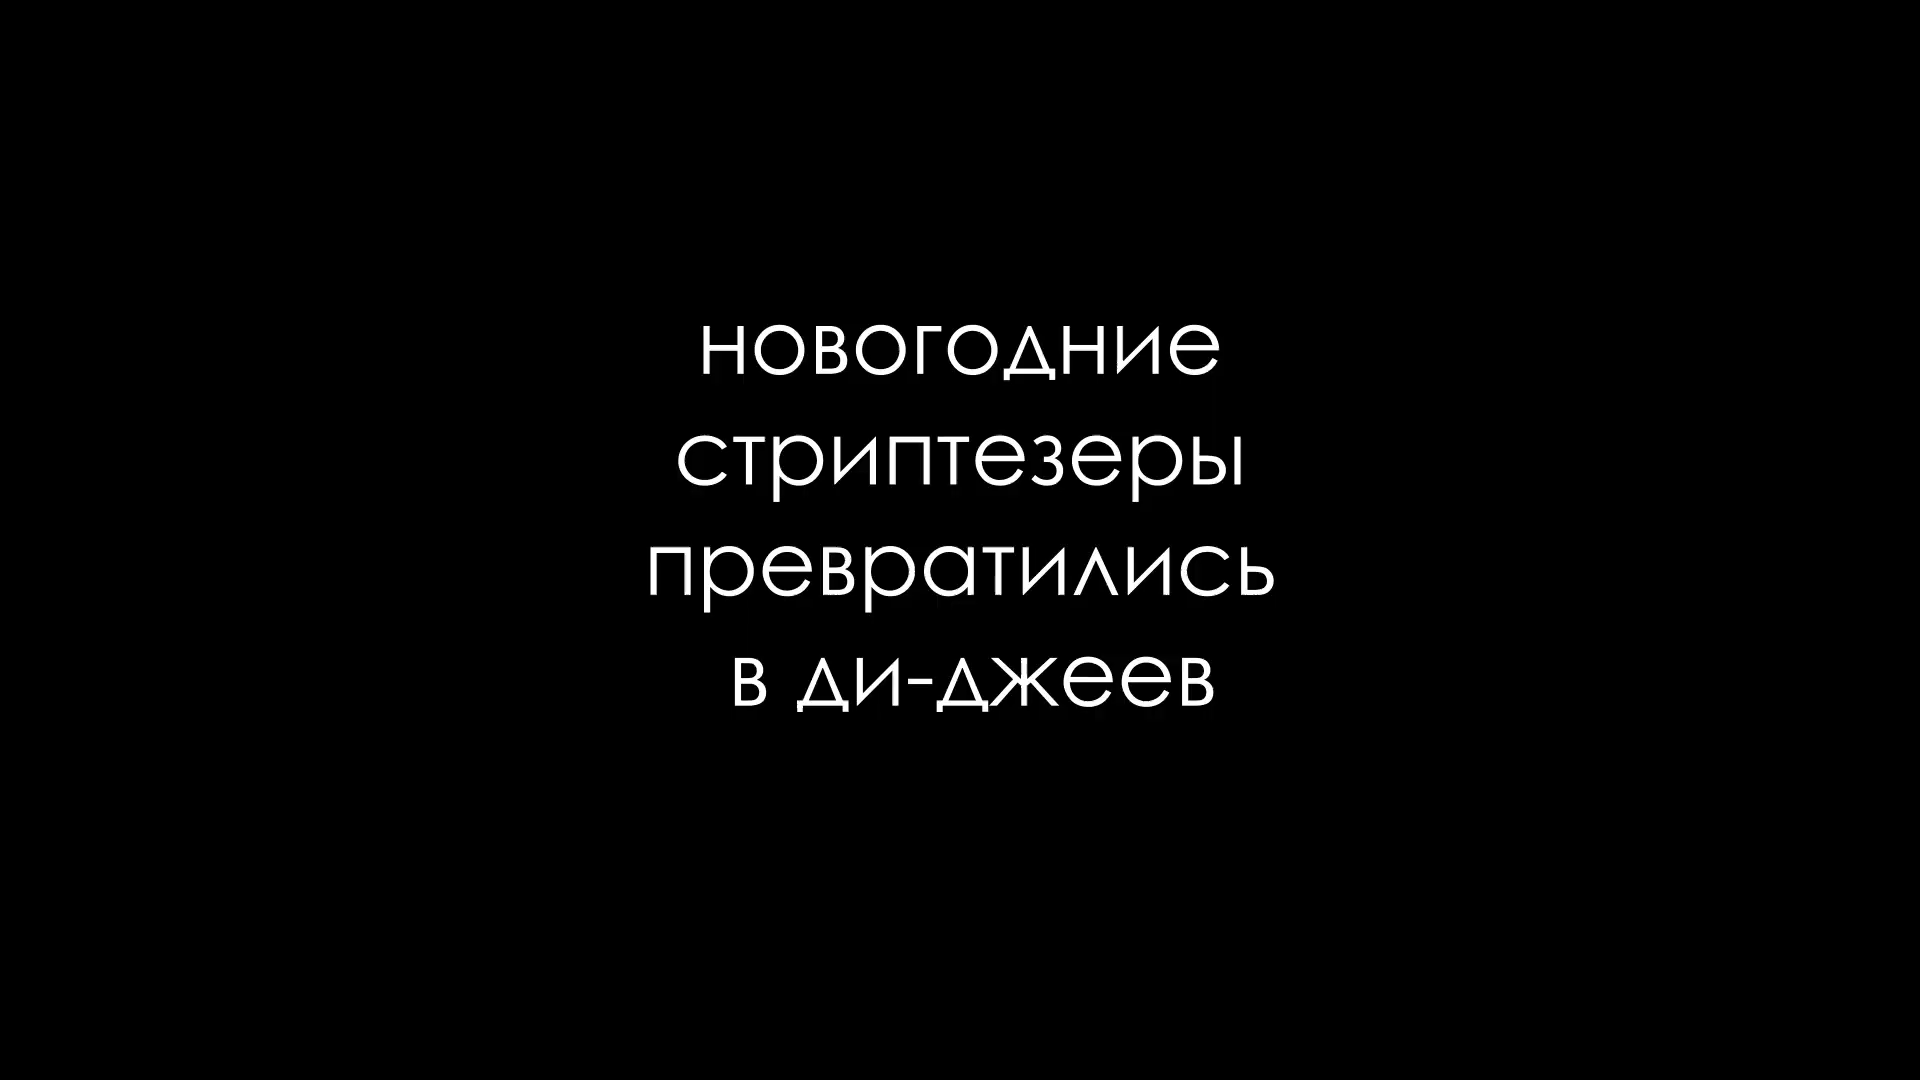 новогодние
стриптезеры
превратились
в ди-джеев